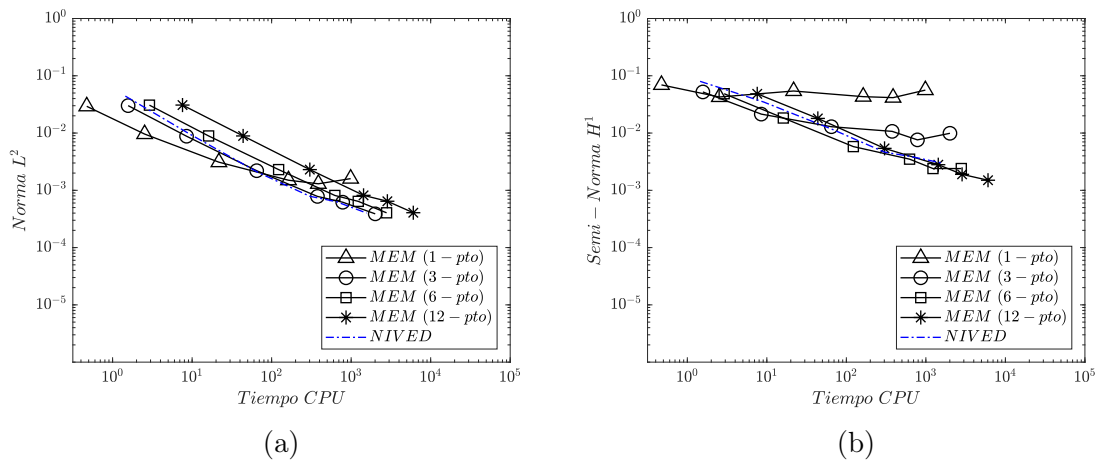 10^0
10^-1
10^-2
10^-3
10^-4
10^-5
Norma L^2
10^0 10^1 10^2 10^3 10^4 10^5
Tiempo CPU
MEM (1 − pto)
MEM (3 − pto)
MEM (6 − pto)
MEM (12 − pto)
NIVED
(a)
10^0
10^-1
10^-2
10^-3
10^-4
10^-5
Semi − Norma H^1
10^0 10^1 10^2 10^3 10^4 10^5
Tiempo CPU
MEM (1 − pto)
MEM (3 − pto)
MEM (6 − pto)
MEM (12 − pto)
NIVED
(b)